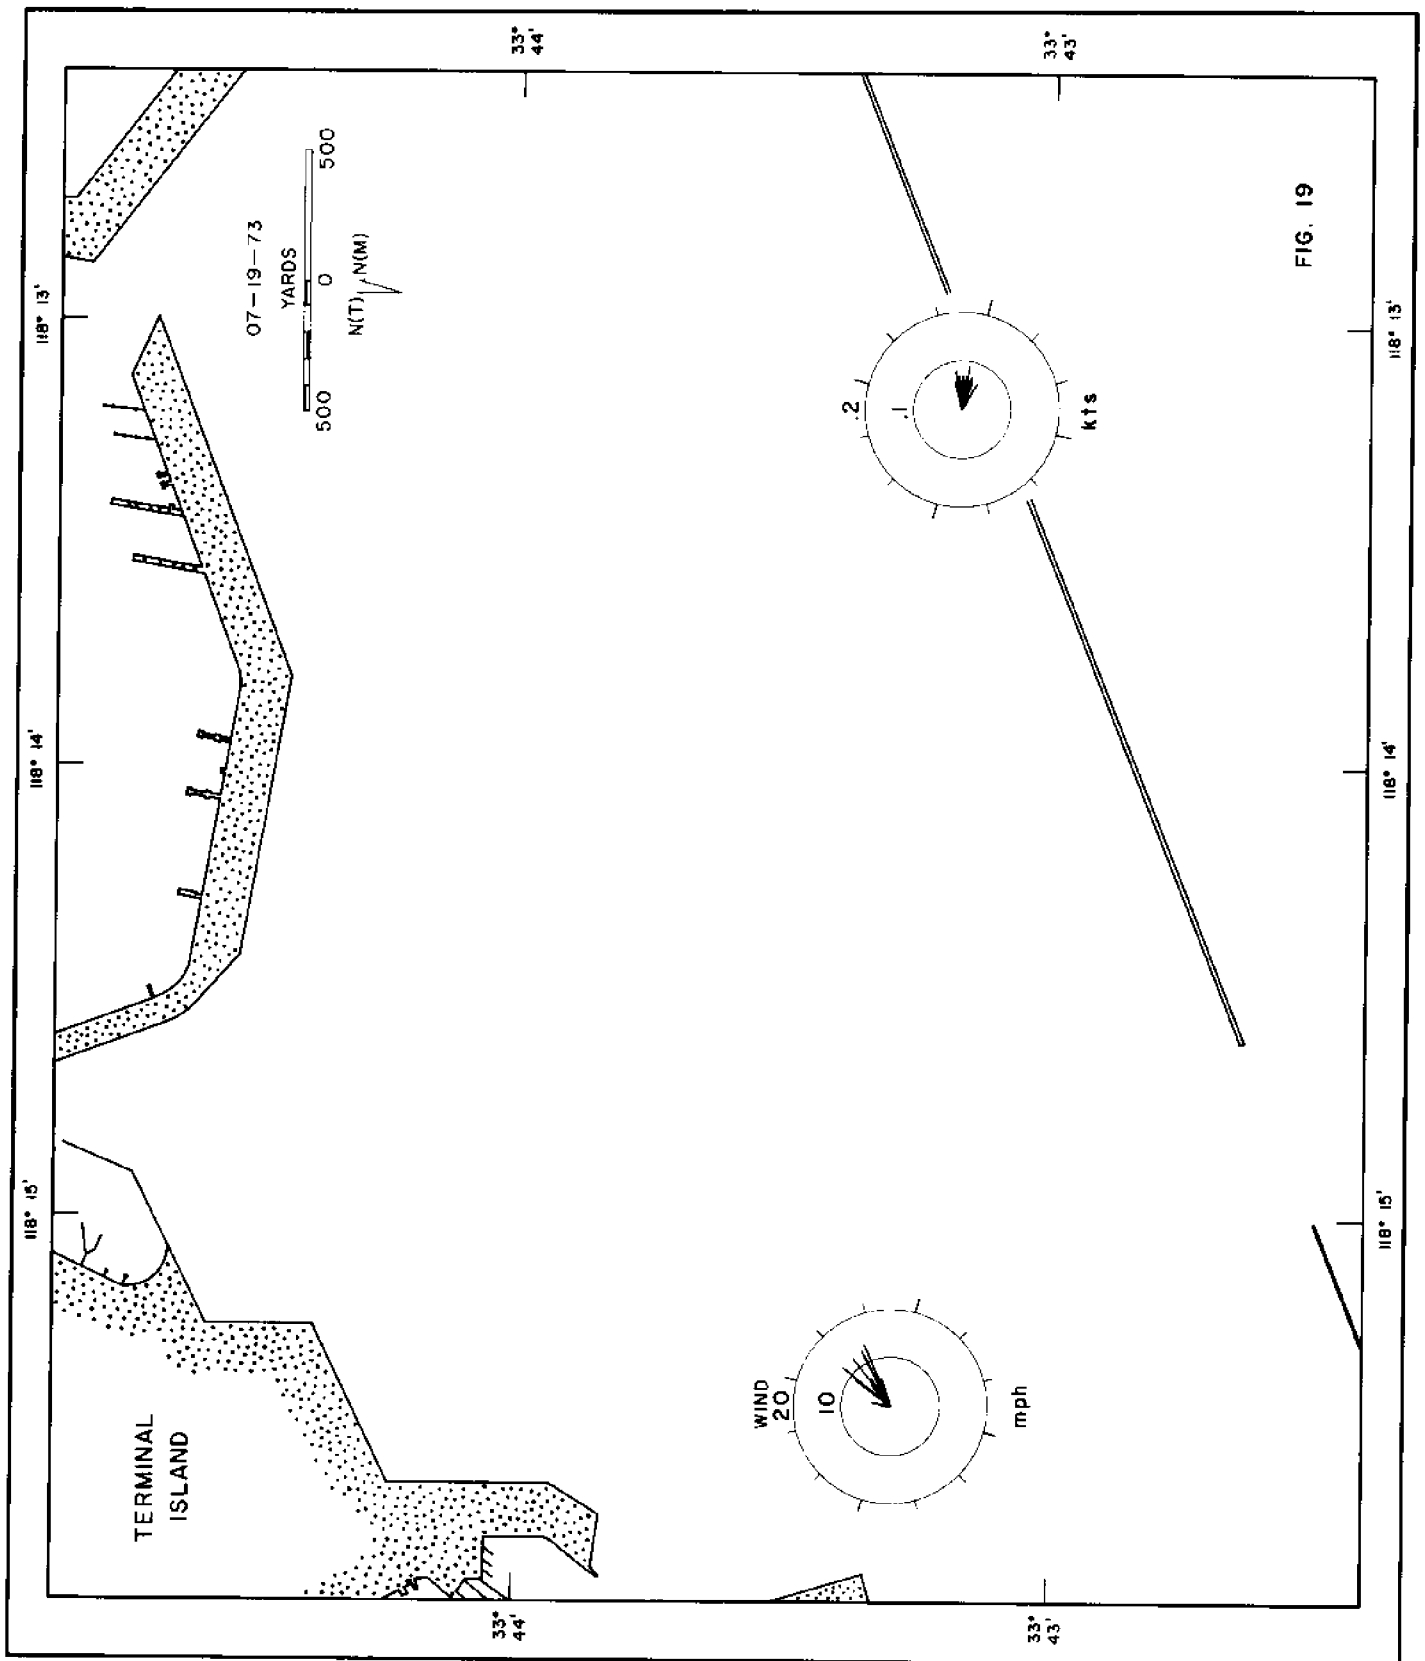 33° 44'
33° 43'
118° 13'
07-19-73
YARDS
500 0 500
N(T) N(M)
FIG. 19
.2
.1
kts
118° 13'
118° 14'
118° 14'
118° 15'
TERMINAL
ISLAND
WIND
20
10
mph
118° 15'
33° 44'
33° 43'